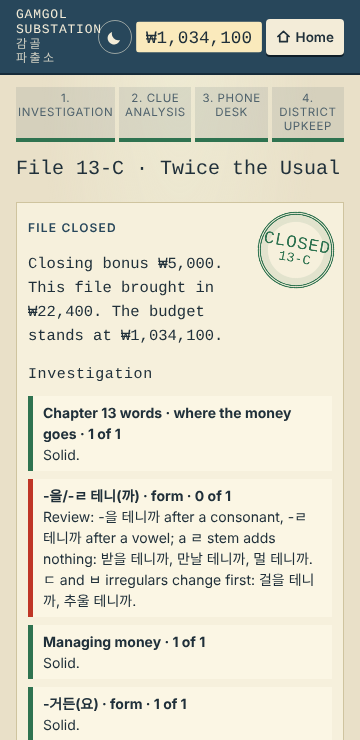 GAMGOL
SUBSTATION
감골
파출소
₩1,034,100
Home
1.
INVESTIGATION
2. CLUE
ANALYSIS
3. PHONE
DESK
4.
DISTRICT
UPKEEP
File 13-C · Twice the Usual
FILE CLOSED
CLOSED
13-C
Closing bonus ₩5,000.
This file brought in
₩22,400. The budget
stands at ₩1,034,100.
Investigation
Chapter 13 words · where the money
goes · 1 of 1
Solid.
-을/-ㄹ 테니(까) · form · 0 of 1
Review: -을 테니까 after a consonant, -ㄹ
테니까 after a vowel; a ㄹ stem adds
nothing: 받을 테니까, 만날 테니까, 멀 테니까.
ㄷ and ㅂ irregulars change first: 걸을 테니
까, 추울 테니까.
Managing money · 1 of 1
Solid.
-거든(요) · form · 1 of 1
Solid.